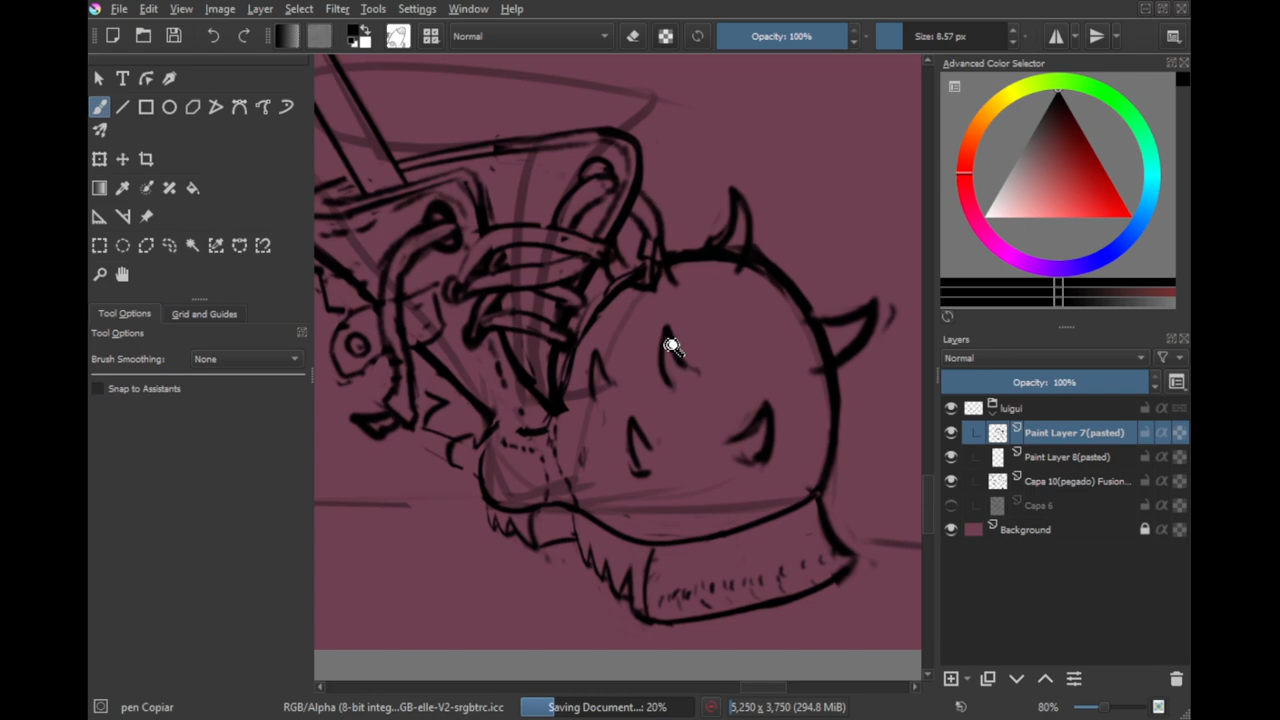 File Edit View Image Layer Select Filter Tools Settings Window Help
Normal Opacity: 100% Size: 8.57 px
Advanced Color Selector
Tool Options Grid and Guides
Tool Options
Brush Smoothing: None
Snap to Assistants
Layers
Normal
Opacity: 100%
luigui
Paint Layer 7(pasted)
Paint Layer 8(pasted)
Capa 10(pegado) Fusion...
Capa 6
Background
pen Copiar RGB/Alpha (8-bit integ...GB-elle-V2-srgbtrc.icc Saving Document...: 20% 5,250 x 3,750 (294.8 MiB) 80%